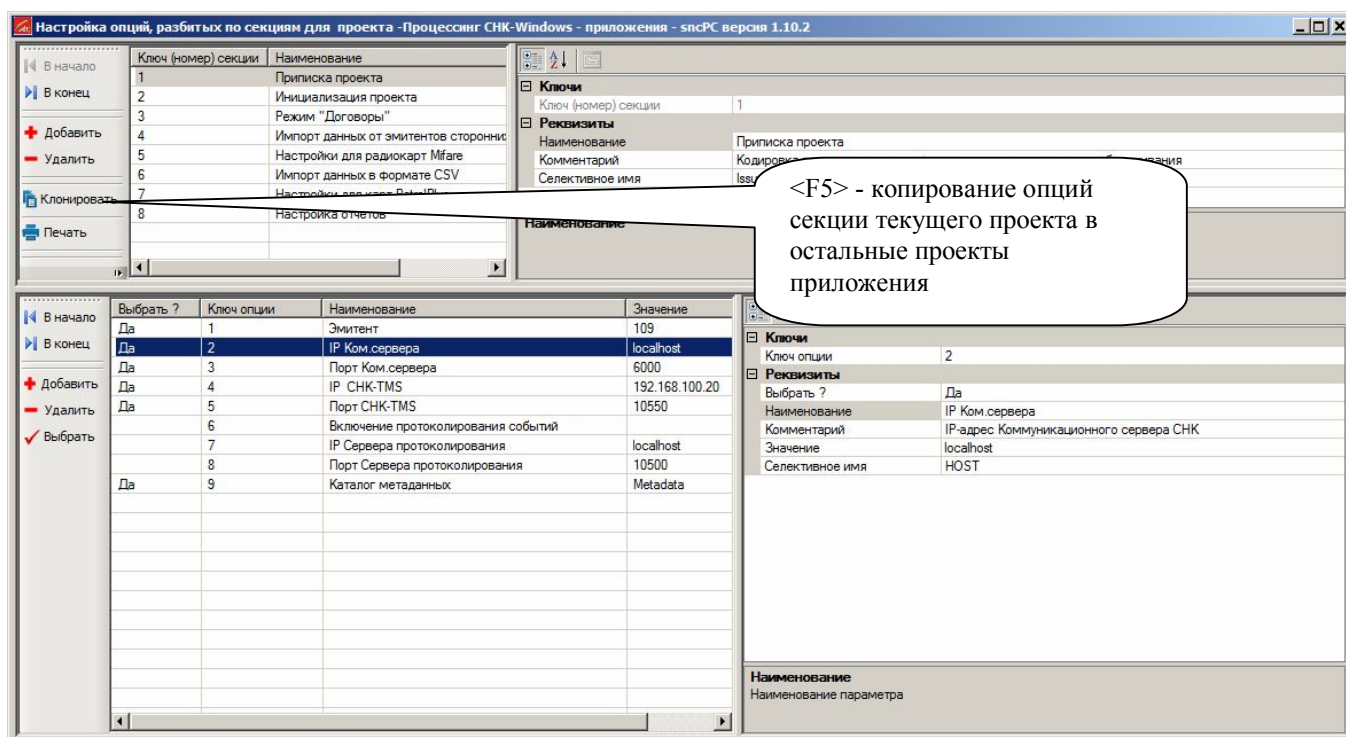 Настройка опций, разбитых по секциям для проекта -Процессинг СНК-Windows - приложения - sncPC версия 1.10.2
В начало
В конец
Добавить
Удалить
Клонировать
Печать
Ключ (номер) секции Наименование
1 Приписка проекта
2 Инициализация проекта
3 Режим "Договоры"
4 Импорт данных от эмитентов сторонних
5 Настройки для радиокарт Mifare
6 Импорт данных в формате CSV
7 Настройки для карт PetrolPlus
8 Настройка отчетов
Ключи
Ключ (номер) секции 1
Реквизиты
Наименование Приписка проекта
Комментарий Кодировка
Селективное имя Issu
Наименование
<F5> - копирование опций
секции текущего проекта в
остальные проекты
приложения
В начало
В конец
Добавить
Удалить
Выбрать
Выбрать ? Ключ опции Наименование Значение
Да 1 Эмитент 109
Да 2 IP Ком.сервера localhost
Да 3 Порт Ком.сервера 6000
Да 4 IP СНК-TMS 192.168.100.20
Да 5 Порт СНК-TMS 10550
6 Включение протоколирования событий
7 IP Сервера протоколирования localhost
8 Порт Сервера протоколирования 10500
Да 9 Каталог метаданных Metadata
Ключи
Ключ опции 2
Реквизиты
Выбрать ? Да
Наименование IP Ком.сервера
Комментарий IP-адрес Коммуникационного сервера СНК
Значение localhost
Селективное имя HOST
Наименование
Наименование параметра